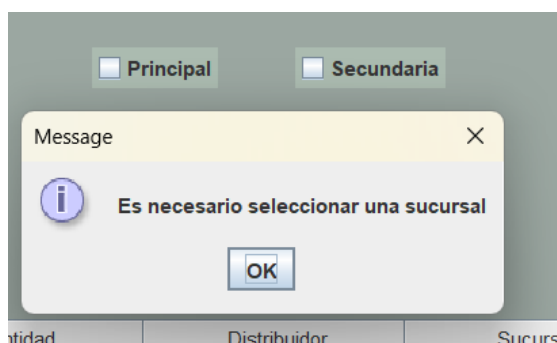 Principal
Secundaria
Message
Es necesario seleccionar una sucursal
OK
Distribuidor